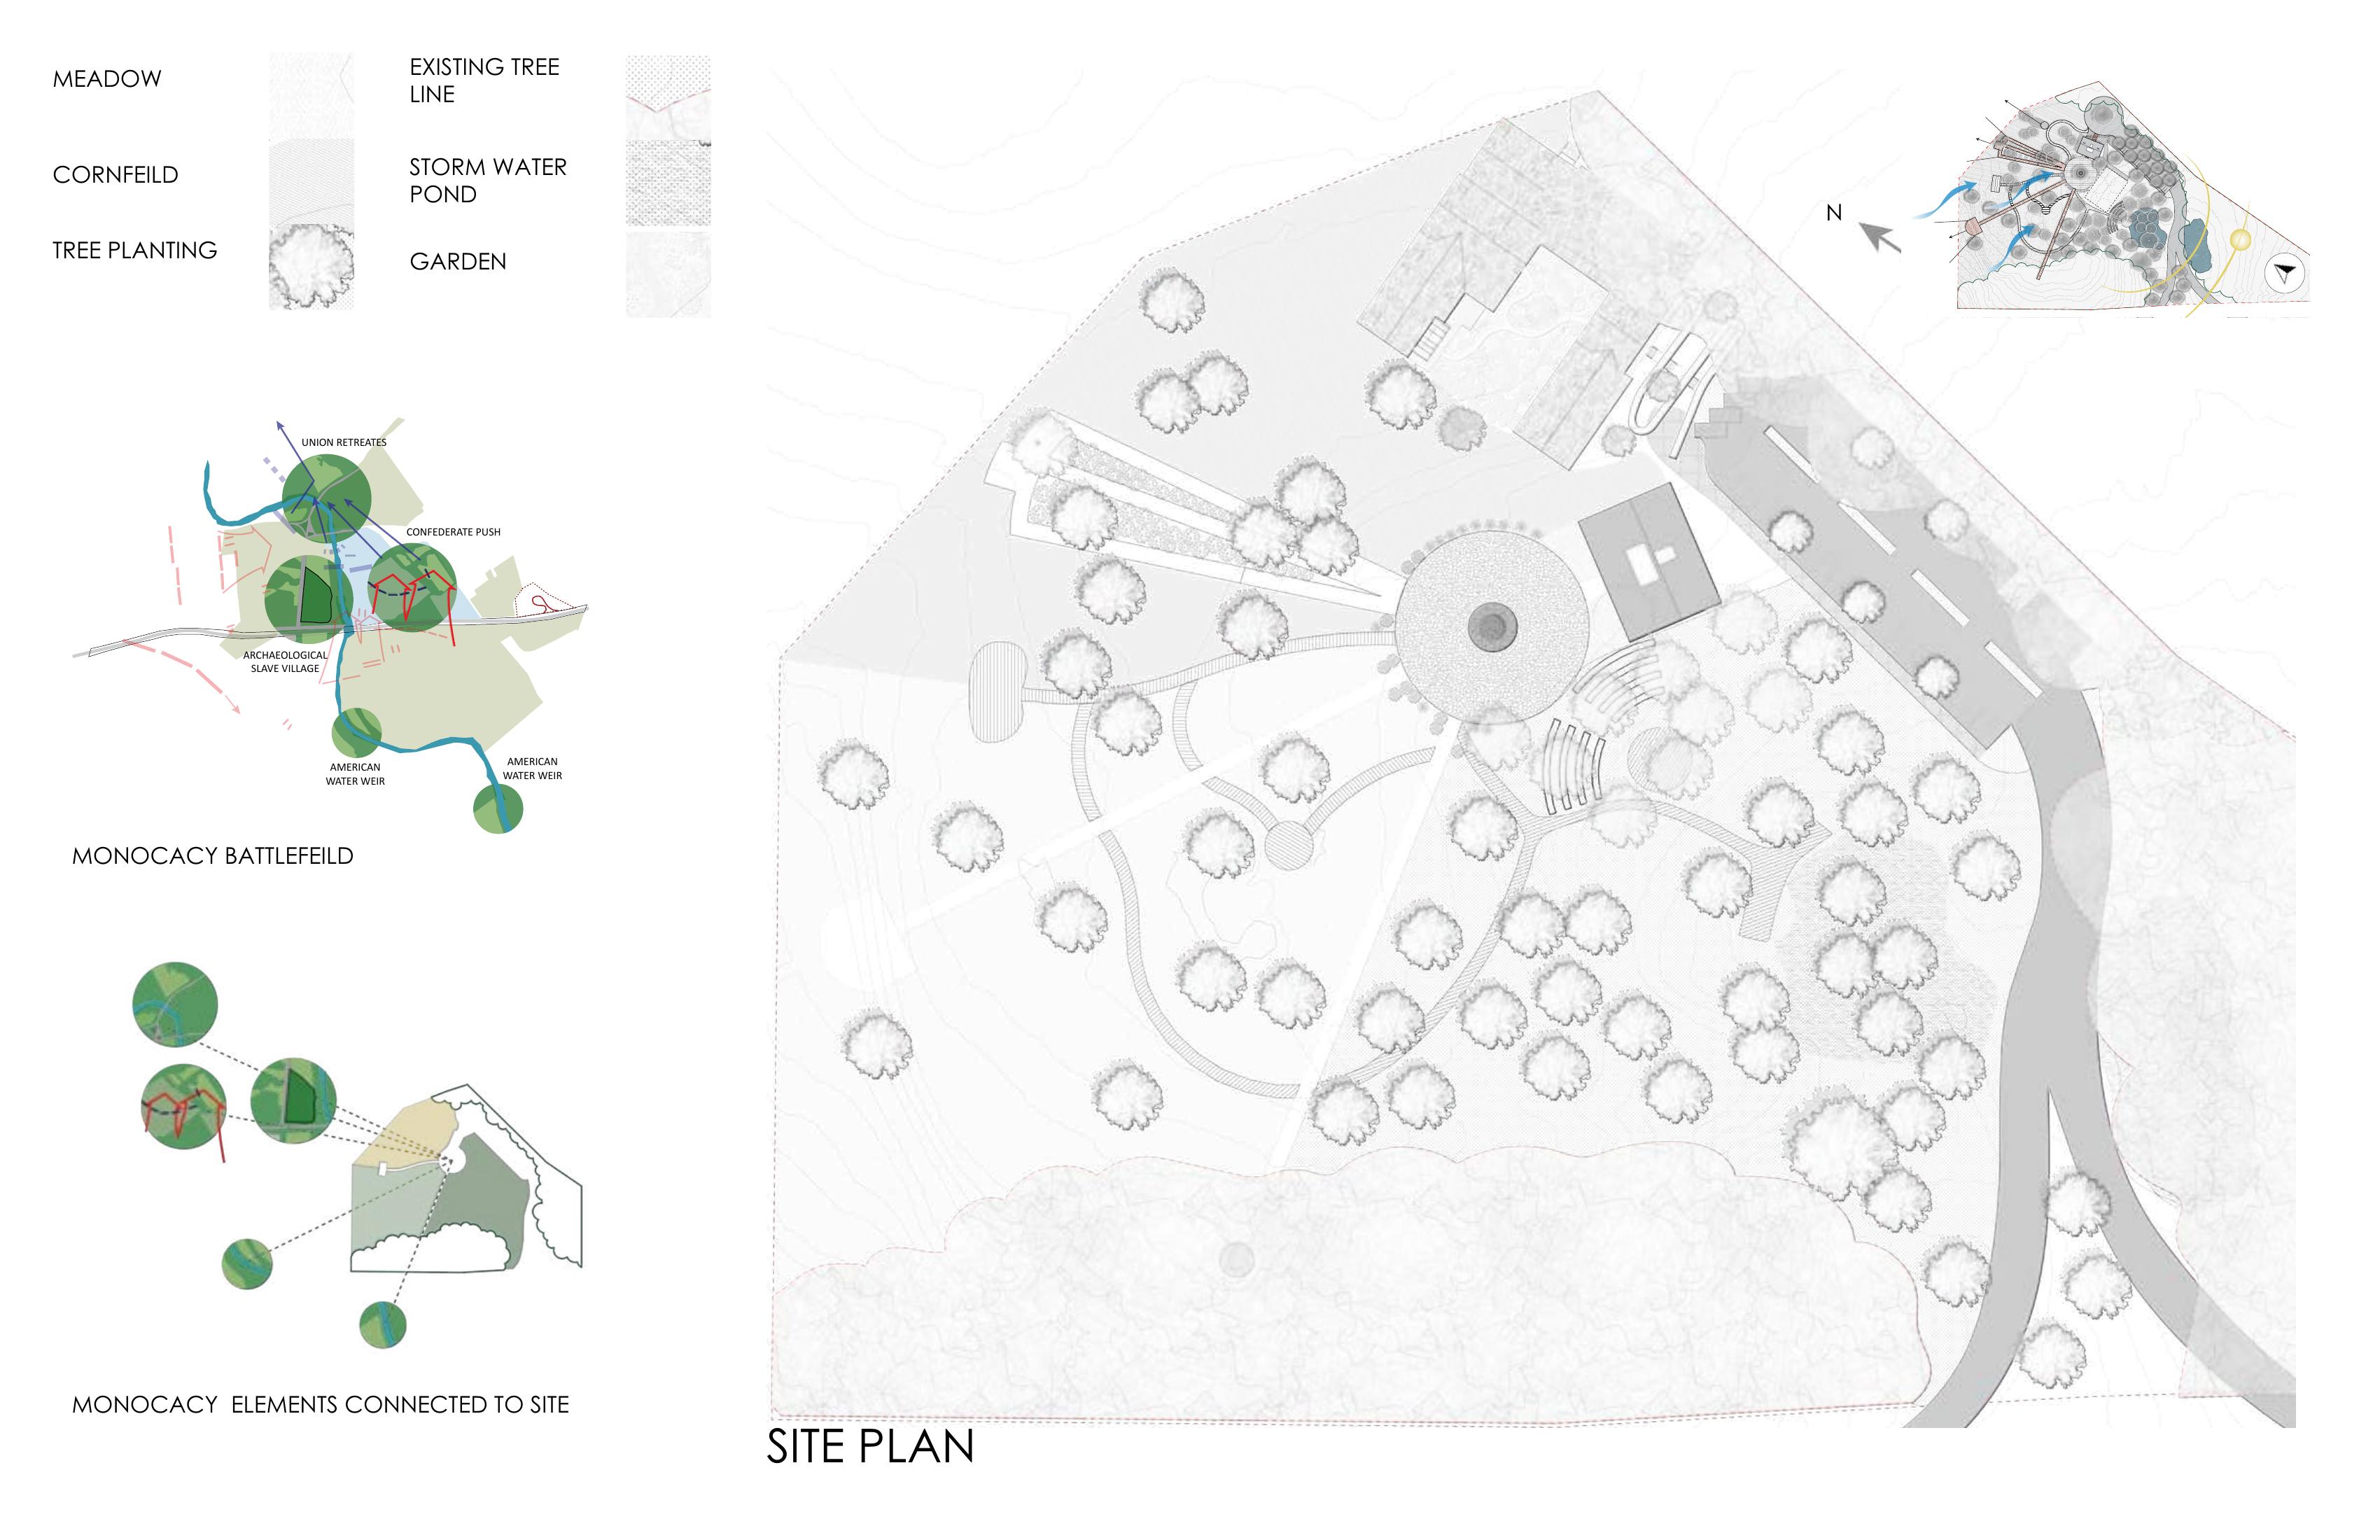 MEADOW
EXISTING TREE
LINE
CORNFEILD
STORM WATER
POND
TREE PLANTING
GARDEN
N
UNION RETREATES
CONFEDERATE PUSH
ARCHAEOLOGICAL
SLAVE VILLAGE
AMERICAN
WATER WEIR
AMERICAN
WATER WEIR
MONOCACY BATTLEFEILD
MONOCACY ELEMENTS CONNECTED TO SITE
SITE PLAN